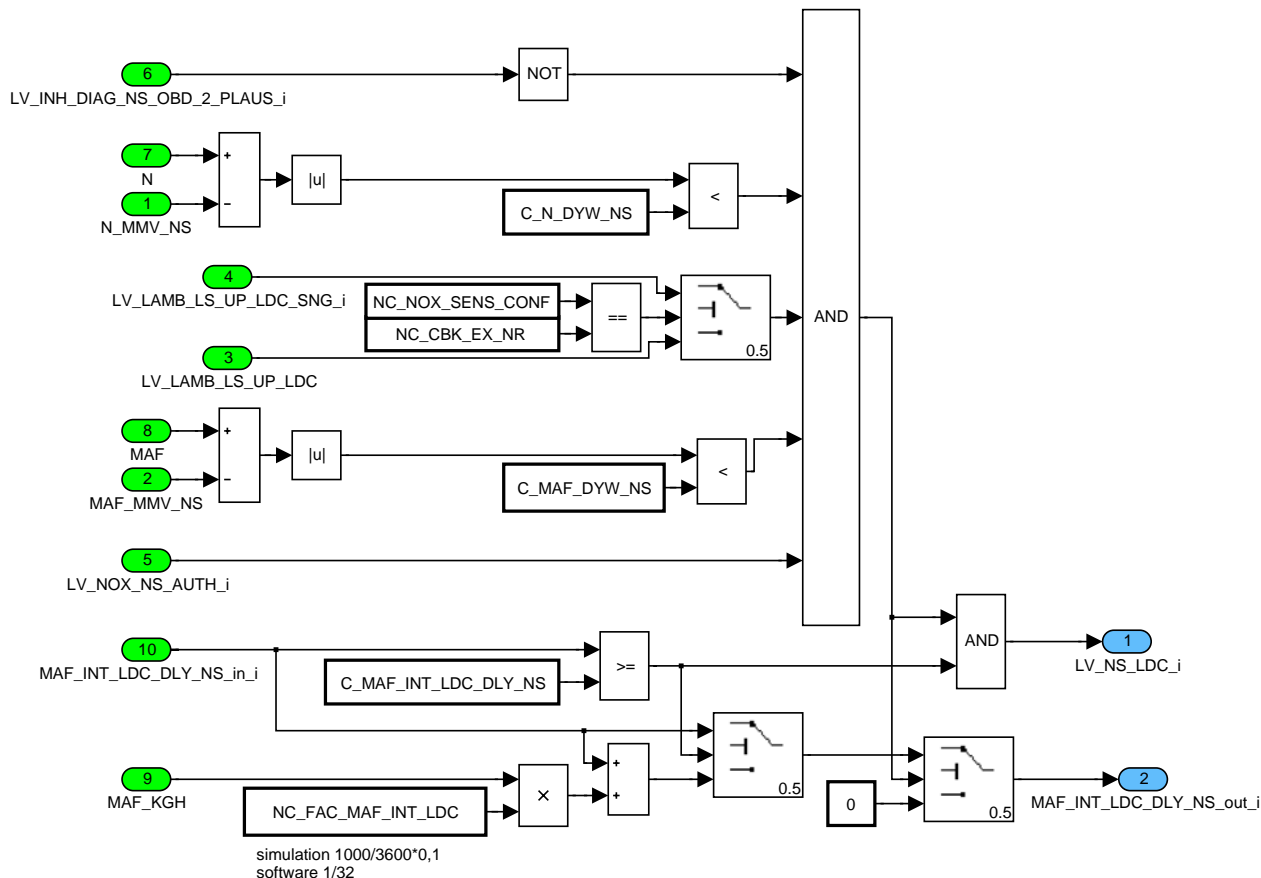 6
NOT
LV_INH_DIAG_NS_OBD_2_PLAUS_i
7
+
N
|u|
1
–
N_MMV_NS
<
C_N_DYW_NS
4
LV_LAMB_LS_UP_LDC_SNG_i
NC_NOX_SENS_CONF
==
NC_CBK_EX_NR
0.5
AND
3
LV_LAMB_LS_UP_LDC
8
+
MAF
|u|
2
–
MAF_MMV_NS
<
C_MAF_DYW_NS
5
LV_NOX_NS_AUTH_i
10
MAF_INT_LDC_DLY_NS_in_i
>=
C_MAF_INT_LDC_DLY_NS
AND
1
LV_NS_LDC_i
9
MAF_KGH
×
NC_FAC_MAF_INT_LDC
+
+
0.5
0
0.5
2
MAF_INT_LDC_DLY_NS_out_i
simulation 1000/3600*0,1
software 1/32